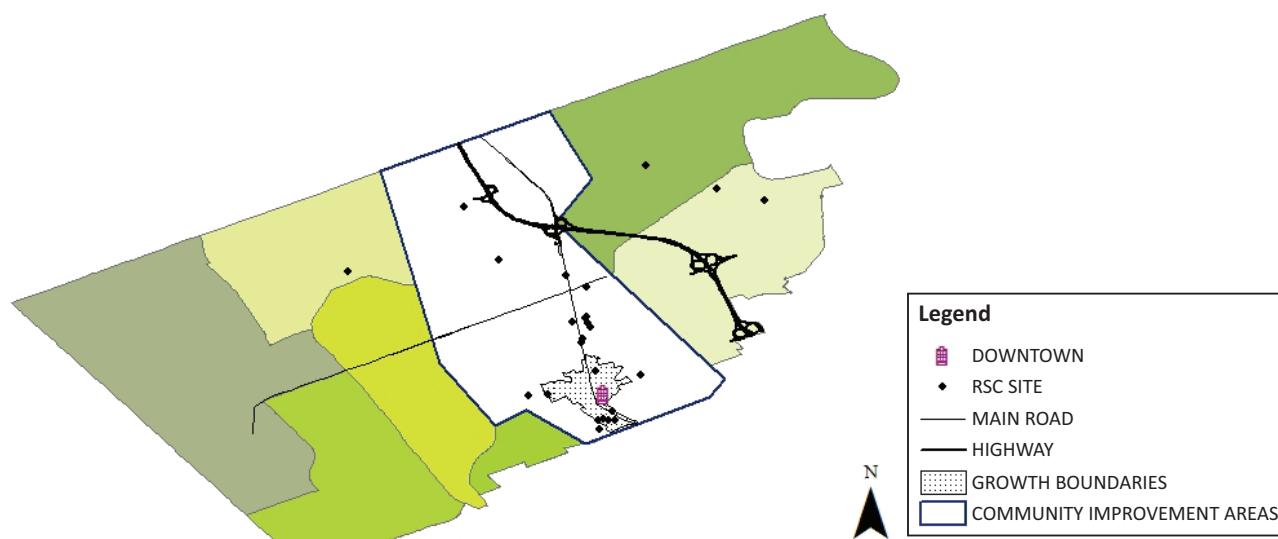 Legend
DOWNTOWN
RSC SITE
MAIN ROAD
HIGHWAY
GROWTH BOUNDARIES
COMMUNITY IMPROVEMENT AREAS
N